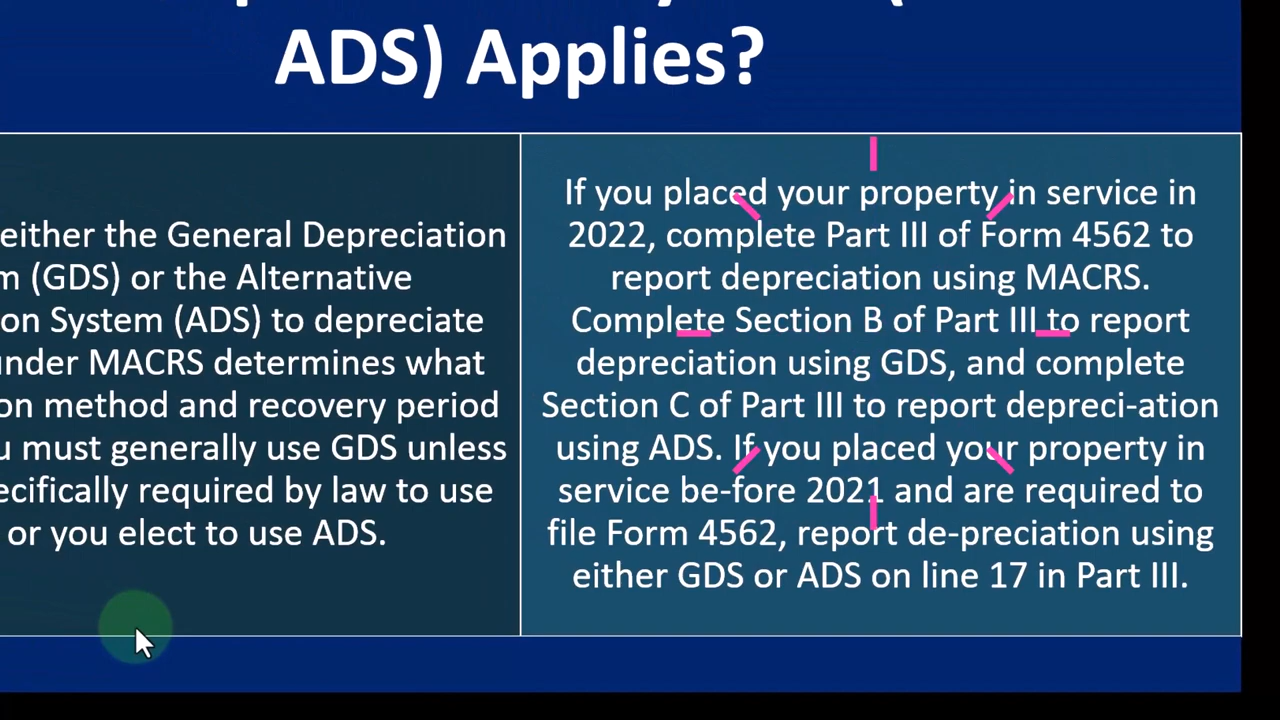 ADS) Applies?
either the General Depreciation
m (GDS) or the Alternative
on System (ADS) to depreciate
under MACRS determines what
on method and recovery period
u must generally use GDS unless
ecifically required by law to use
or you elect to use ADS.
If you placed your property in service in
2022, complete Part III of Form 4562 to
report depreciation using MACRS.
Complete Section B of Part III to report
depreciation using GDS, and complete
Section C of Part III to report depreci-ation
using ADS. If you placed your property in
service be-fore 2021 and are required to
file Form 4562, report de-preciation using
either GDS or ADS on line 17 in Part III.